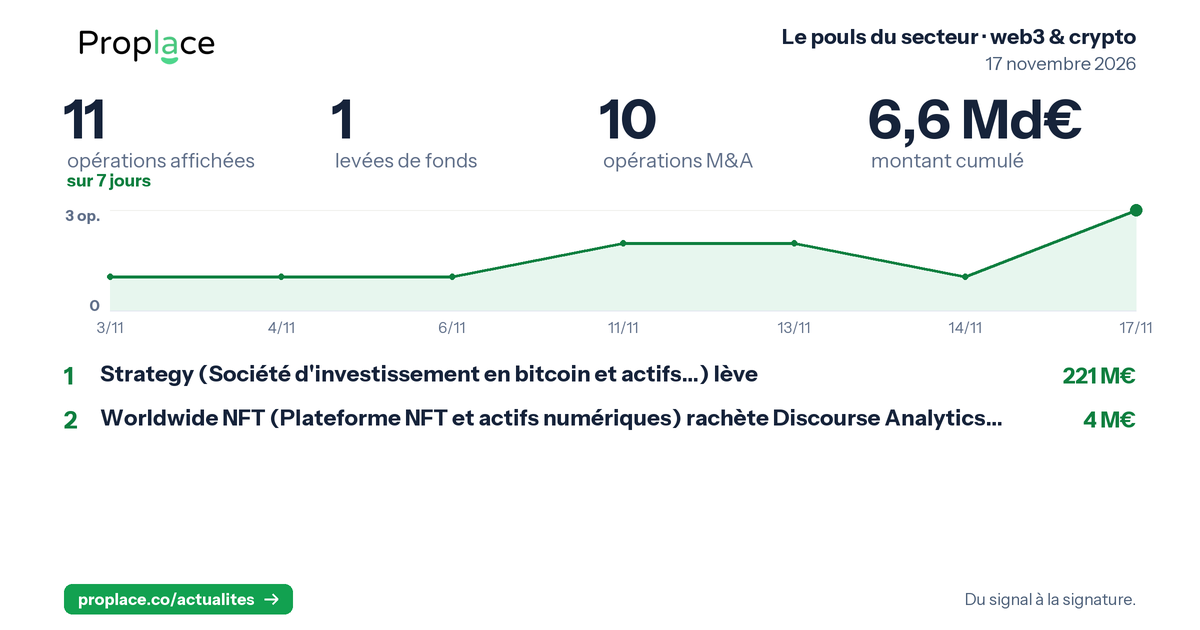 Proplace
Le pouls du secteur · web3 & crypto
17 novembre 2026
11
opérations affichées
sur 7 jours
1
levées de fonds
10
opérations M&A
6,6 Md€
montant cumulé
3 op.
0
3/11
4/11
6/11
11/11
13/11
14/11
17/11
1 Strategy (Société d'investissement en bitcoin et actifs...) lève 221 M€
2 Worldwide NFT (Plateforme NFT et actifs numériques) rachète Discourse Analytics... 4 M€
proplace.co/actualites →
Du signal à la signature.